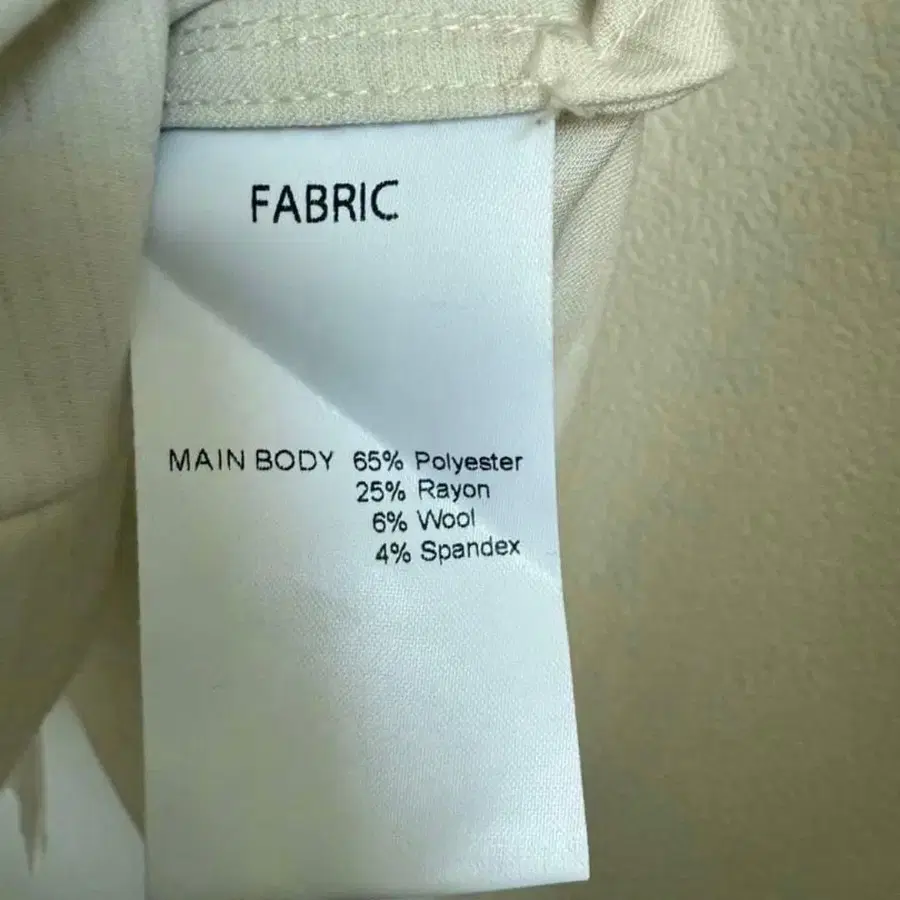 FABRIC
MAIN BODY 65% Polyester
25% Rayon
6% Wool
4% Spandex